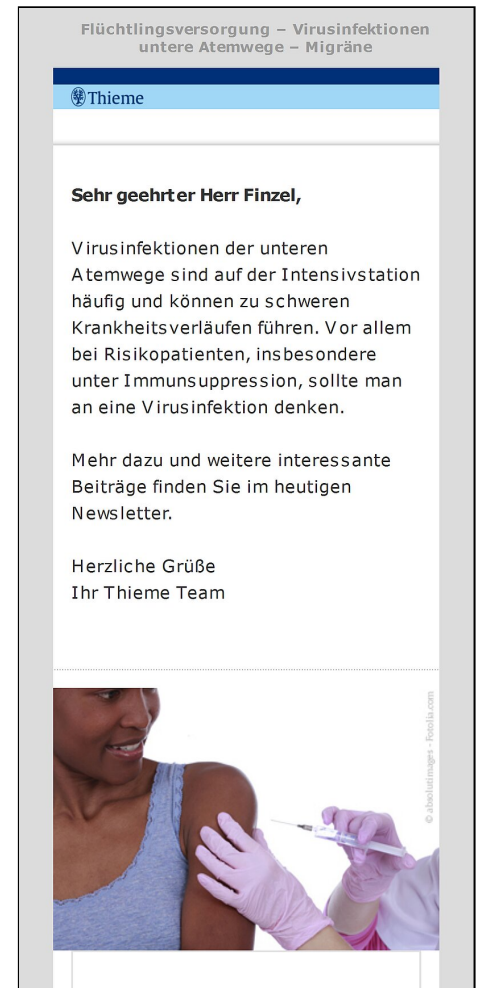 Flüchtlingsversorgung – Virusinfektionen
untere Atemwege – Migräne
Thieme
Sehr geehrter Herr Finzel,
Virusinfektionen der unteren
Atemwege sind auf der Intensivstation
häufig und können zu schweren
Krankheitsverläufen führen. Vor allem
bei Risikopatienten, insbesondere
unter Immunsuppression, sollte man
an eine Virusinfektion denken.
Mehr dazu und weitere interessante
Beiträge finden Sie im heutigen
Newsletter.
Herzliche Grüße
Ihr Thieme Team
© absolutimages - Fotolia.com